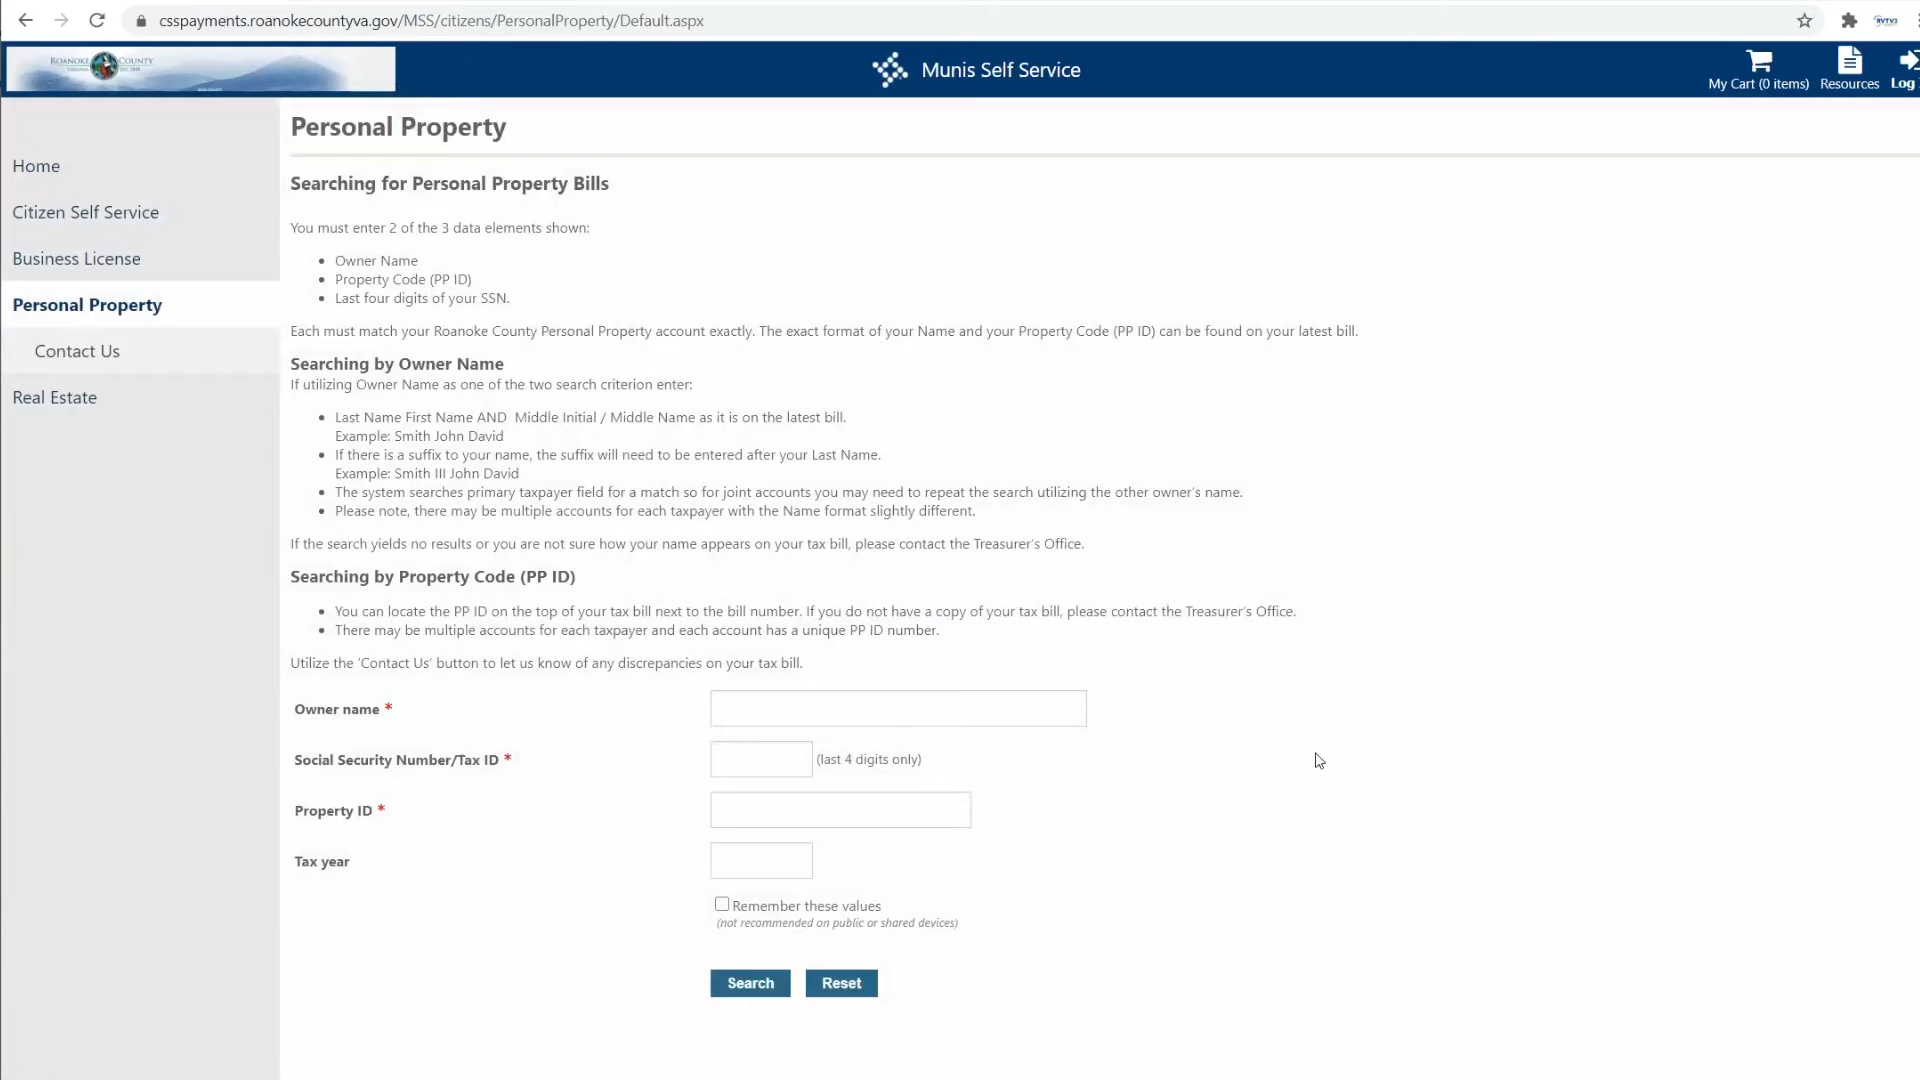 csspayments.roanokecountyva.gov/MSS/citizens/PersonalProperty/Default.aspx
RVTV3
ROANOKE COUNTY
Munis Self Service
My Cart (0 items)
Resources
Log
Personal Property
Home
Citizen Self Service
Business License
Personal Property
Contact Us
Real Estate
Searching for Personal Property Bills
You must enter 2 of the 3 data elements shown:
• Owner Name
• Property Code (PP ID)
• Last four digits of your SSN.
Each must match your Roanoke County Personal Property account exactly. The exact format of your Name and your Property Code (PP ID) can be found on your latest bill.
Searching by Owner Name
If utilizing Owner Name as one of the two search criterion enter:
• Last Name First Name AND Middle Initial / Middle Name as it is on the latest bill.
Example: Smith John David
• If there is a suffix to your name, the suffix will need to be entered after your Last Name.
Example: Smith III John David
• The system searches primary taxpayer field for a match so for joint accounts you may need to repeat the search utilizing the other owner's name.
• Please note, there may be multiple accounts for each taxpayer with the Name format slightly different.
If the search yields no results or you are not sure how your name appears on your tax bill, please contact the Treasurer's Office.
Searching by Property Code (PP ID)
• You can locate the PP ID on the top of your tax bill next to the bill number. If you do not have a copy of your tax bill, please contact the Treasurer's Office.
• There may be multiple accounts for each taxpayer and each account has a unique PP ID number.
Utilize the 'Contact Us' button to let us know of any discrepancies on your tax bill.
Owner name *
Social Security Number/Tax ID * (last 4 digits only)
Property ID *
Tax year
Remember these values
(not recommended on public or shared devices)
Search Reset